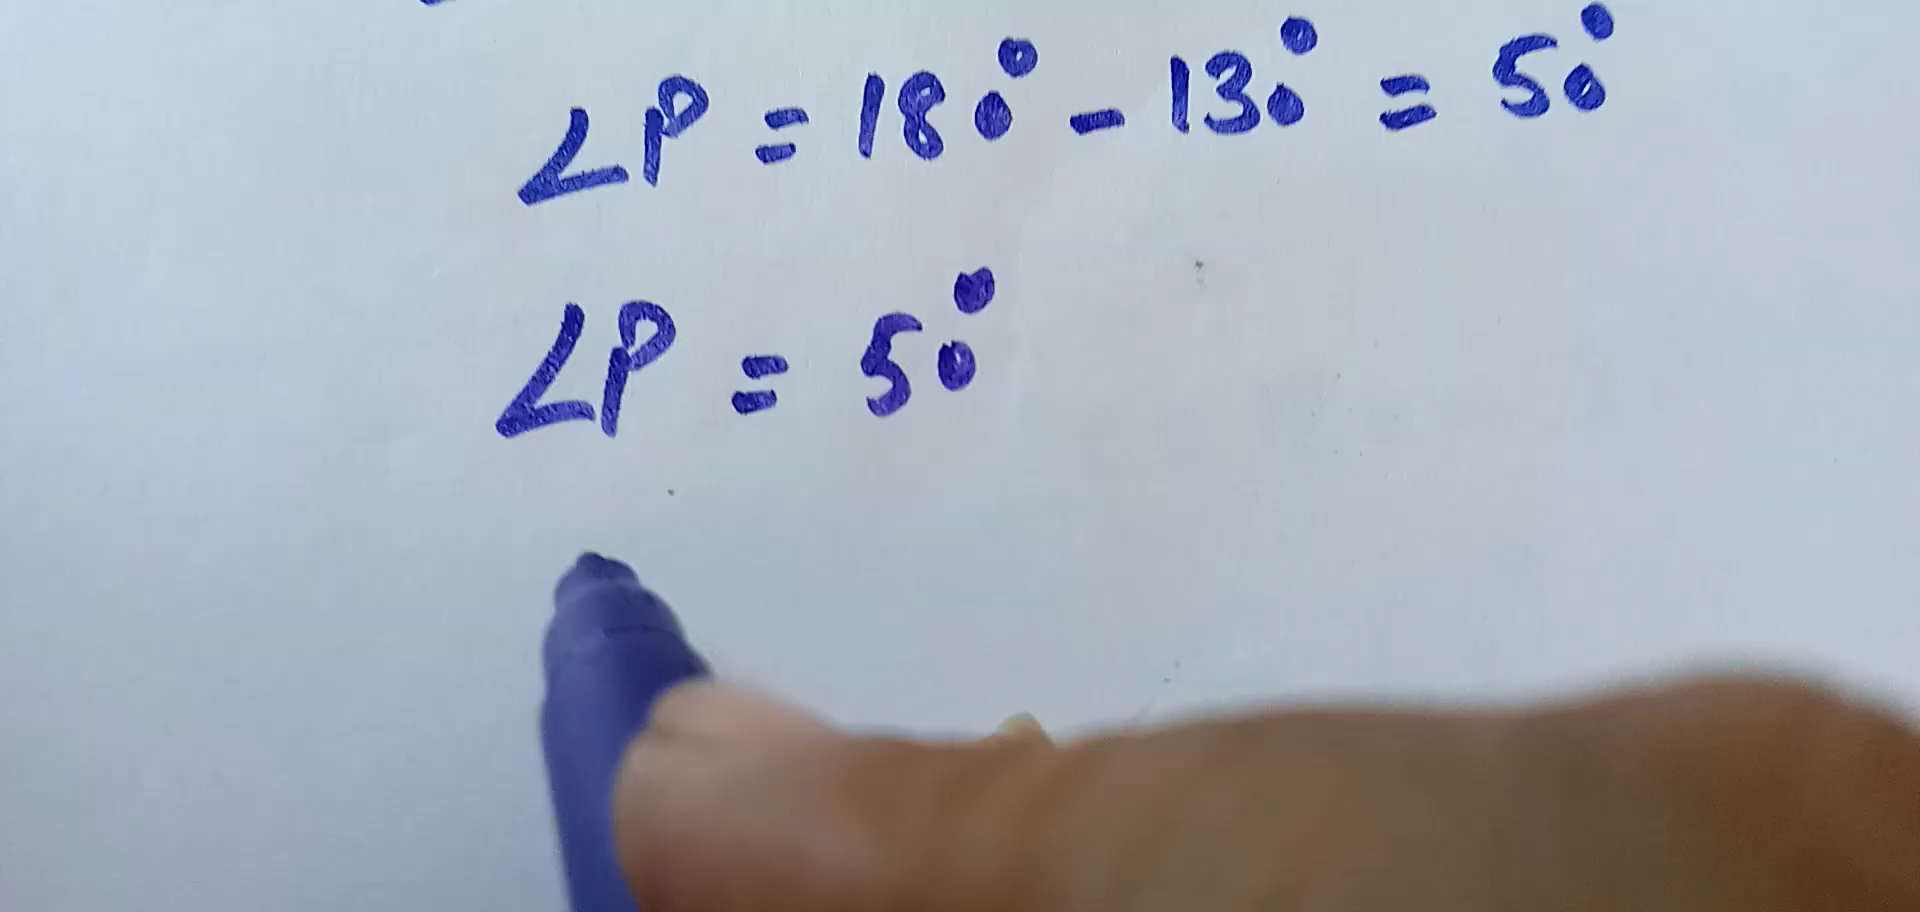 ∠P = 180° - 130° = 50°
∠P = 50°